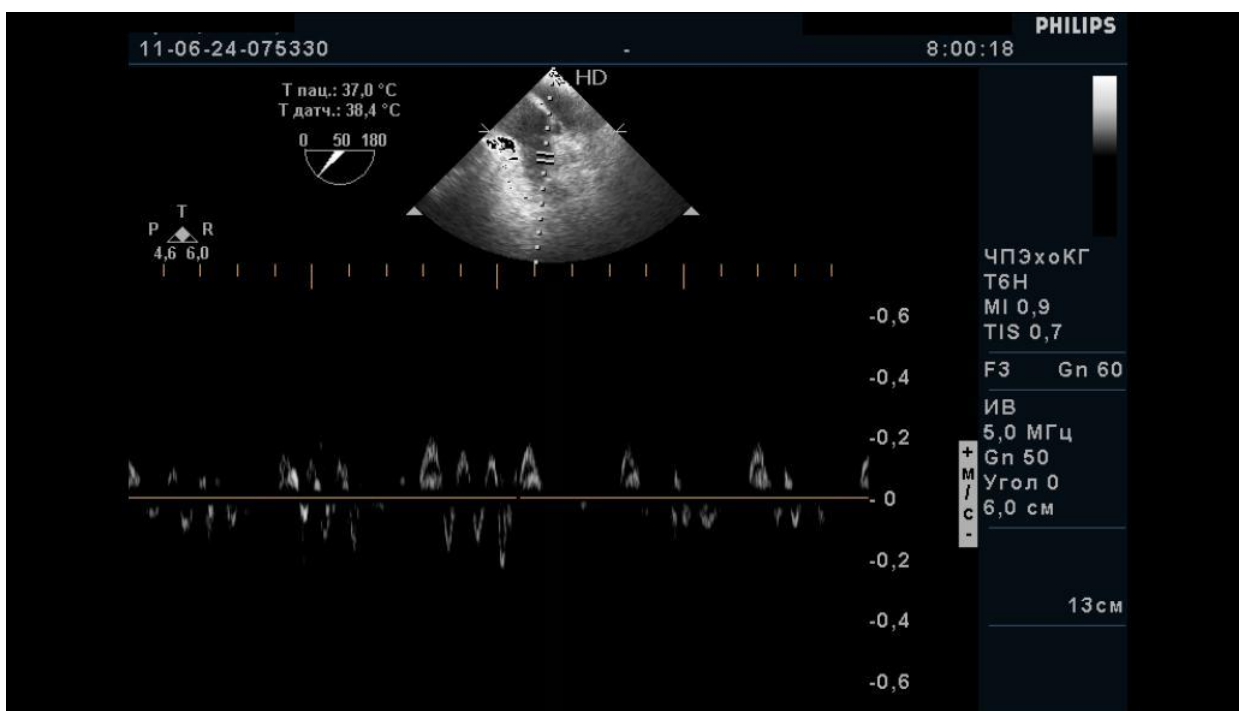 PHILIPS
11-06-24-075330 - 8:00:18
HD
T пац.: 37,0 °C
T датч.: 38,4 °C
0 50 180
T
P R
4,6 6,0
ЧПЭхоКГ
T6H
MI 0,9
TIS 0,7
F3 Gn 60
ИВ
5,0 МГц
Gn 50
Угол 0
6,0 см
13см
-0,6
-0,4
-0,2
- 0
-0,2
-0,4
-0,6
+ м/с -